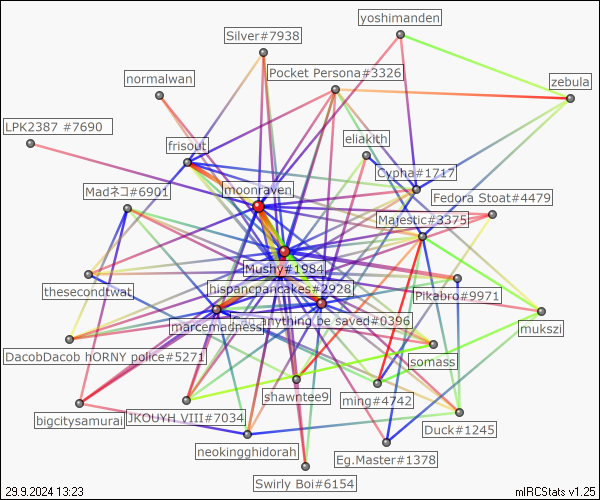 yoshimanden
Silver#7938
Pocket Persona#3326
normalwan
zebula
LPK2387 #7690
eliakith
frisout
Cypha#1717
Madネコ#6901
moonraven
Fedora Stoat#4479
Majestic#3375
Mushy#1984
thesecondtwat
hispancpancakes#2928
Pikabro#9971
marcemadness
anything be saved#0396
mukszi
DacobDacob hORNY police#5271
somass
shawntee9
ming#4742
bigcitysamurai
JKOUYH VIII#7034
Duck#1245
neokingghidorah
Eg.Master#1378
Swirly Boi#6154
29.9.2024 13:23
mIRCStats v1.25